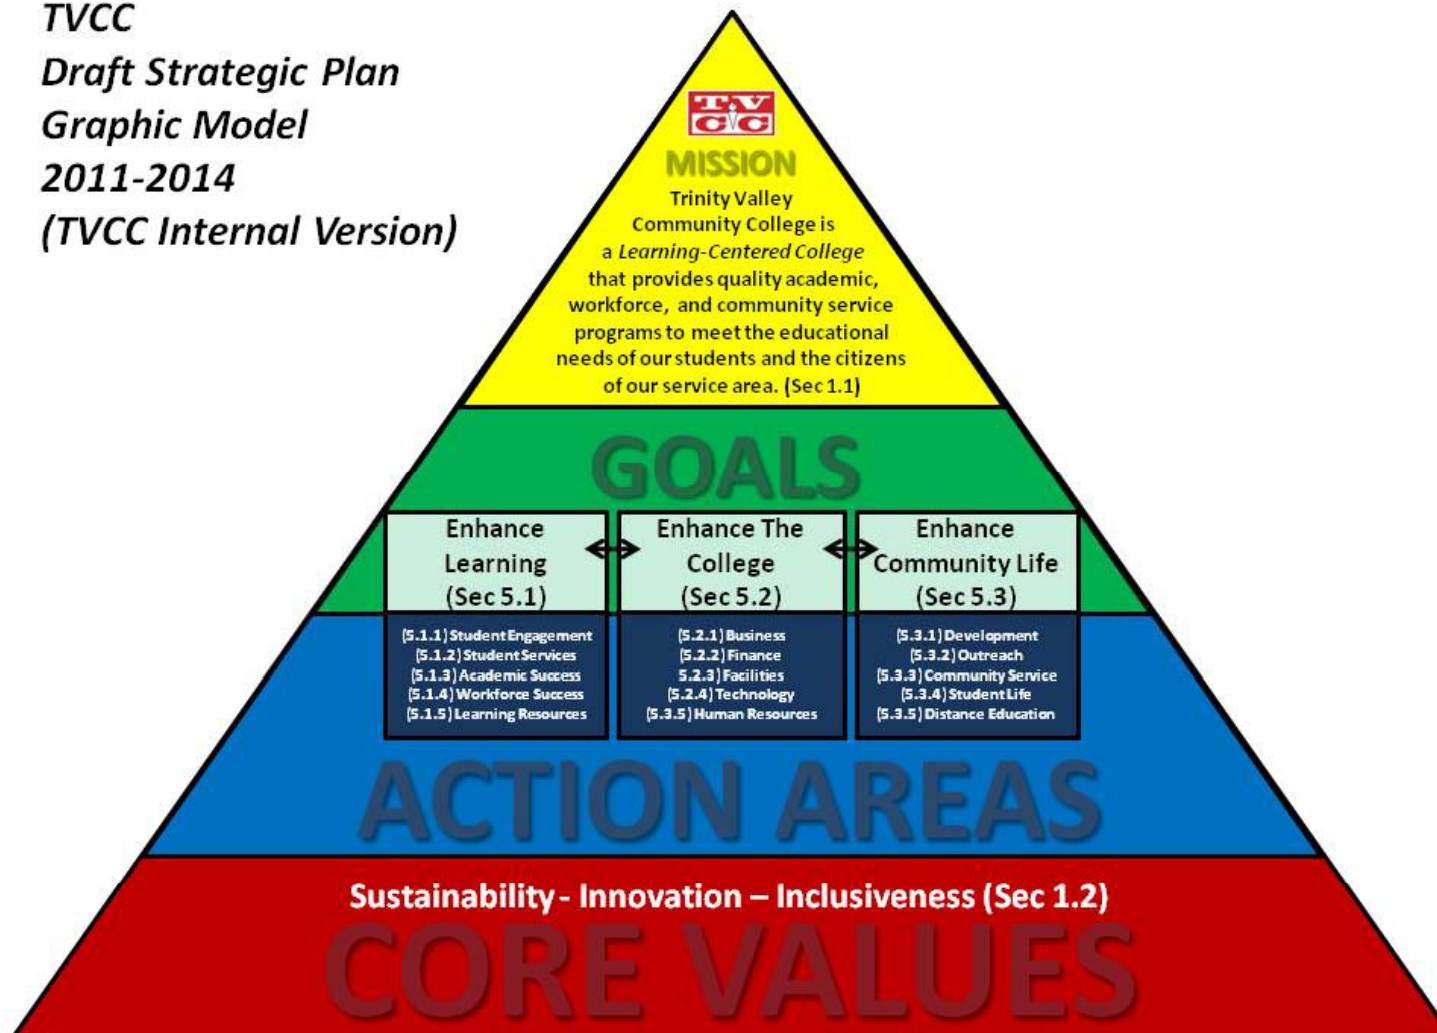 TVCC
Draft Strategic Plan
Graphic Model
2011-2014
(TVCC Internal Version)
TV
CC
MISSION
Trinity Valley
Community College is
a Learning-Centered College
that provides quality academic,
workforce, and community service
programs to meet the educational
needs of our students and the citizens
of our service area. (Sec 1.1)
GOALS
Enhance
Learning
(Sec 5.1)
Enhance The
College
(Sec 5.2)
Enhance
Community Life
(Sec 5.3)
(5.1.1) Student Engagement
(5.1.2) Student Services
(5.1.3) Academic Success
(5.1.4) Workforce Success
(5.1.5) Learning Resources
(5.2.1) Business
(5.2.2) Finance
5.2.3) Facilities
(5.2.4) Technology
(5.3.5) Human Resources
(5.3.1) Development
(5.3.2) Outreach
(5.3.3) Community Service
(5.3.4) Student Life
(5.3.5) Distance Education
ACTION AREAS
Sustainability - Innovation – Inclusiveness (Sec 1.2)
CORE VALUES